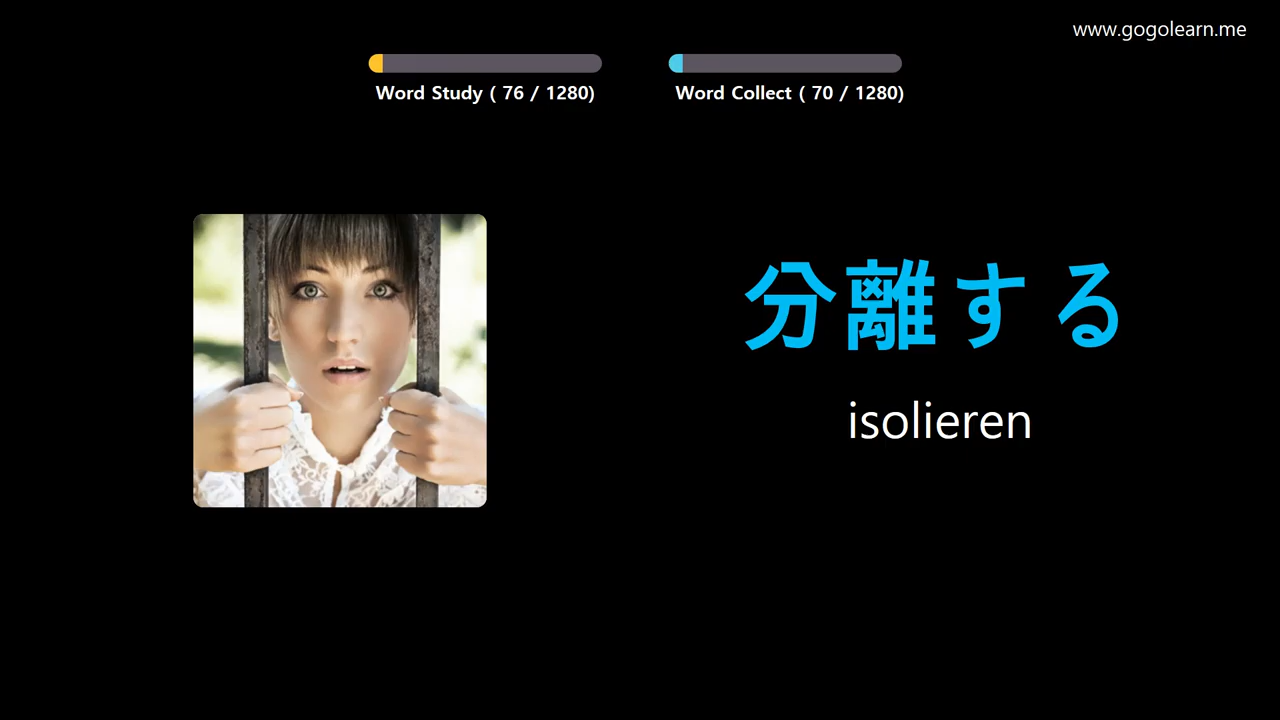 www.gogolearn.me
Word Study ( 76 / 1280)
Word Collect ( 70 / 1280)
分離する
isolieren